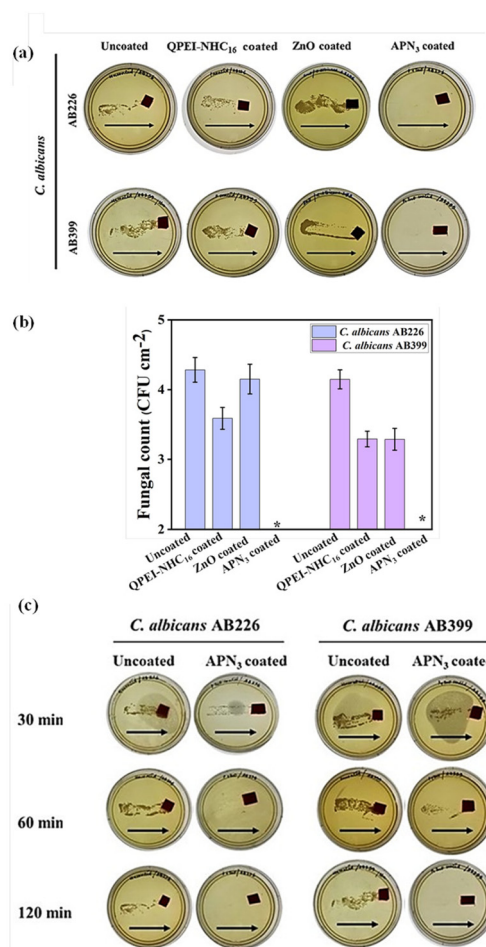 (a)
Uncoated QPEI-NHC16 coated ZnO coated APN3 coated
C. albicans
AB226
AB399
(b)
Fungal count (CFU cm-2)
5
4
3
2
C. albicans AB226
C. albicans AB399
* *
Uncoated
QPEI-NHC16 coated
ZnO coated
APN3 coated
Uncoated
QPEI-NHC16 coated
ZnO coated
APN3 coated
(c)
C. albicans AB226 C. albicans AB399
Uncoated APN3 coated Uncoated APN3 coated
30 min
60 min
120 min